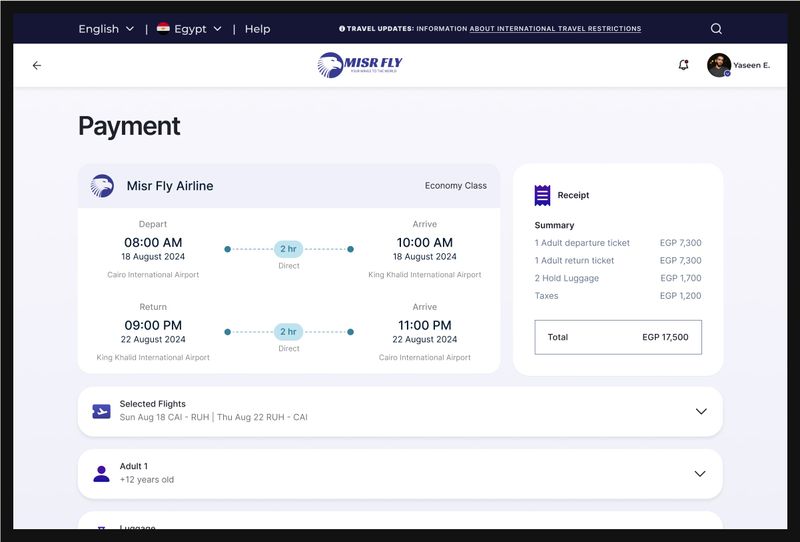 English | Egypt | Help TRAVEL UPDATES: INFORMATION ABOUT INTERNATIONAL TRAVEL RESTRICTIONS
MISR FLY
YOUR WINGS TO THE WORLD
Yaseen E.
Payment
Misr Fly Airline
Economy Class
Depart
08:00 AM
18 August 2024
Cairo International Airport
2 hr
Direct
Arrive
10:00 AM
18 August 2024
King Khalid International Airport
Return
09:00 PM
22 August 2024
King Khalid International Airport
2 hr
Direct
Arrive
11:00 PM
22 August 2024
Cairo International Airport
Receipt
Summary
1 Adult departure ticket EGP 7,300
1 Adult return ticket EGP 7,300
2 Hold Luggage EGP 1,700
Taxes EGP 1,200
Total EGP 17,500
Selected Flights
Sun Aug 18 CAI - RUH | Thu Aug 22 RUH - CAI
Adult 1
+12 years old
Luggage